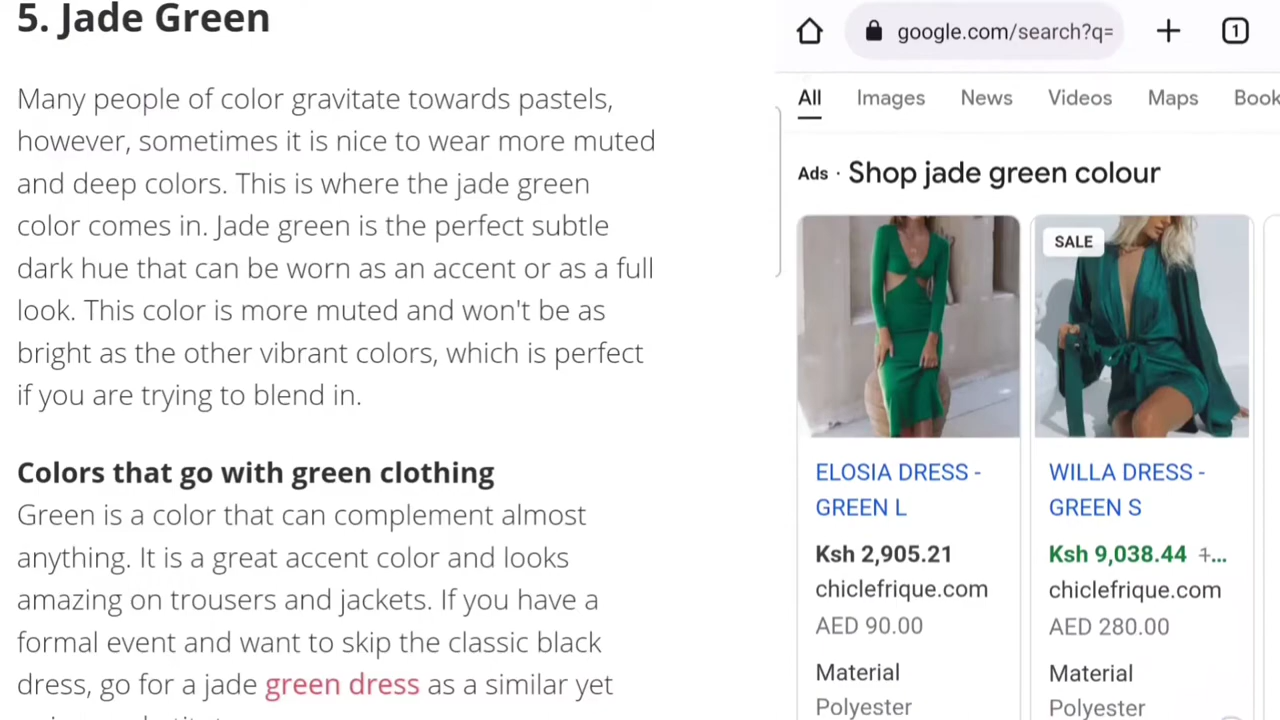 5. Jade Green
Many people of color gravitate towards pastels,
however, sometimes it is nice to wear more muted
and deep colors. This is where the jade green
color comes in. Jade green is the perfect subtle
dark hue that can be worn as an accent or as a full
look. This color is more muted and won't be as
bright as the other vibrant colors, which is perfect
if you are trying to blend in.
Colors that go with green clothing
Green is a color that can complement almost
anything. It is a great accent color and looks
amazing on trousers and jackets. If you have a
formal event and want to skip the classic black
dress, go for a jade green dress as a similar yet
google.com/search?q=
1
All Images News Videos Maps Book
Ads · Shop jade green colour
ELOSIA DRESS -
GREEN L
Ksh 2,905.21
chiclefrique.com
AED 90.00
Material
Polyester
SALE
WILLA DRESS -
GREEN S
Ksh 9,038.44 1...
chiclefrique.com
AED 280.00
Material
Polyester